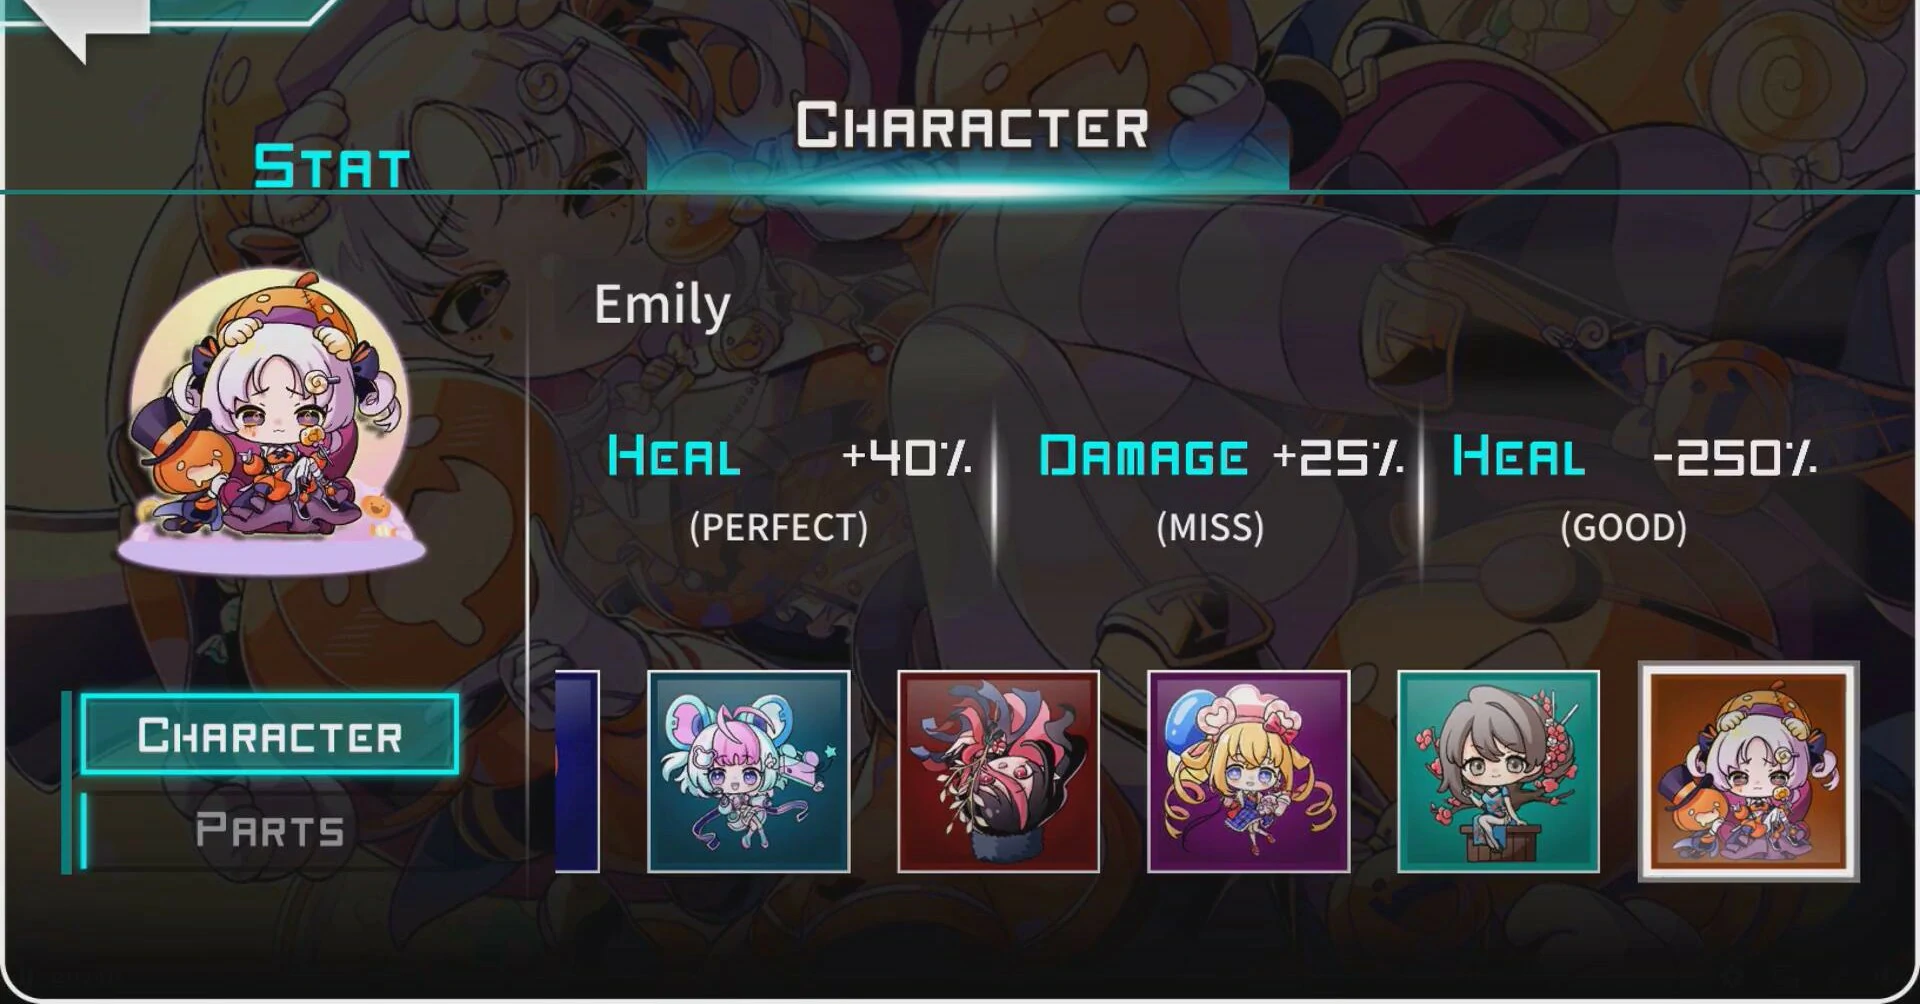 CHARACTER
STAT
Emily
HEAL +40%
(PERFECT)
DAMAGE +25%
(MISS)
HEAL -250%
(GOOD)
CHARACTER
PARTS